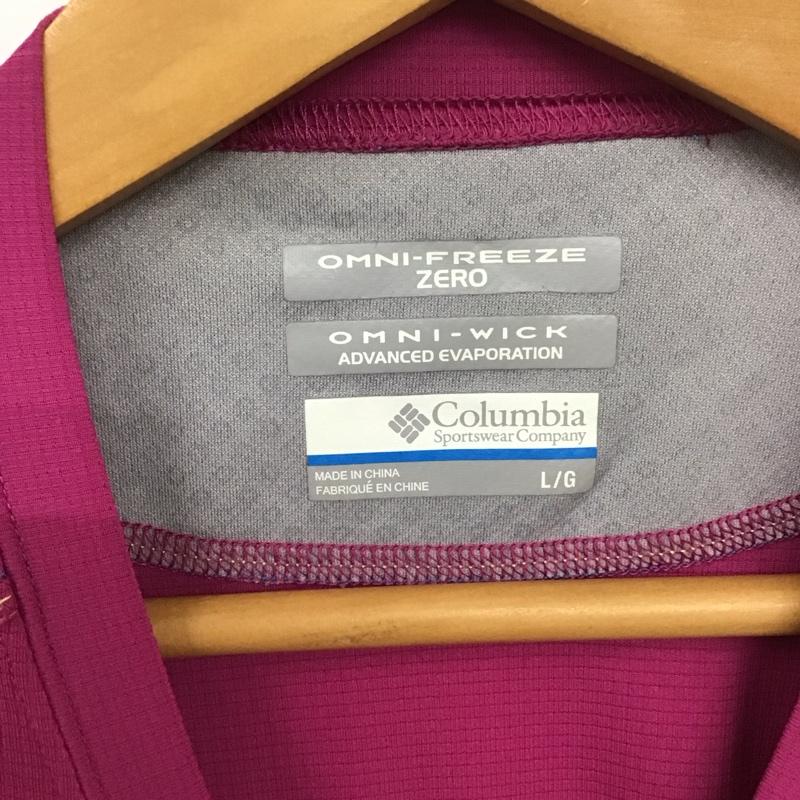 OMNI-FREEZE
ZERO
OMNI-WICK
ADVANCED EVAPORATION
Columbia
Sportswear Company
MADE IN CHINA
FABRIQUÉ EN CHINE
L/G